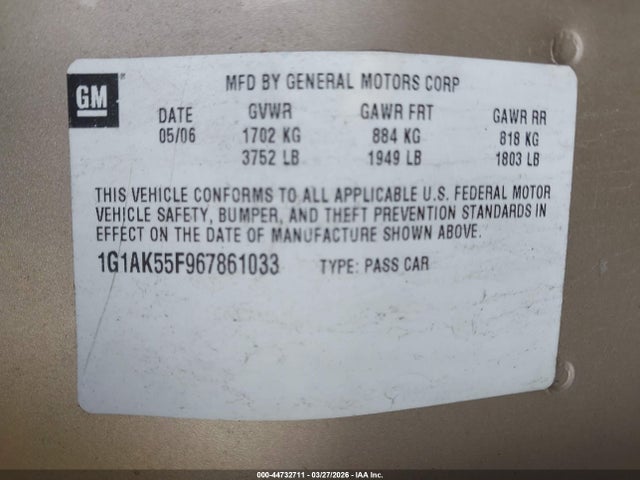 GM
MFD BY GENERAL MOTORS CORP
DATE GVWR GAWR FRT GAWR RR
05/06 1702 KG 884 KG 818 KG
3752 LB 1949 LB 1803 LB
THIS VEHICLE CONFORMS TO ALL APPLICABLE U.S. FEDERAL MOTOR
VEHICLE SAFETY, BUMPER, AND THEFT PREVENTION STANDARDS IN
EFFECT ON THE DATE OF MANUFACTURE SHOWN ABOVE.
1G1AK55F967861033 TYPE: PASS CAR
000-44732711 | 03/27/2026 | IAA Inc.